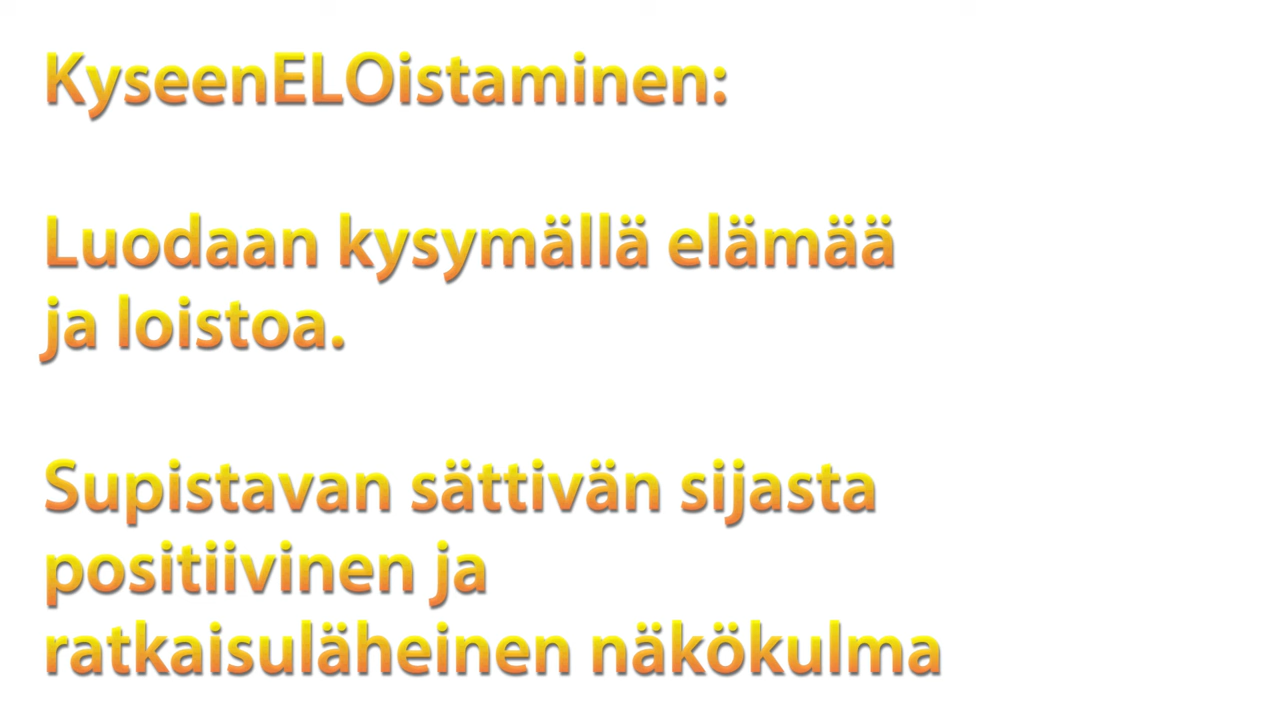 KyseenELOistaminen:
Luodaan kysymällä elämää
ja loistoa.
Supistavan sättivän sijasta
positiivinen ja
ratkaisuläheinen näkökulma